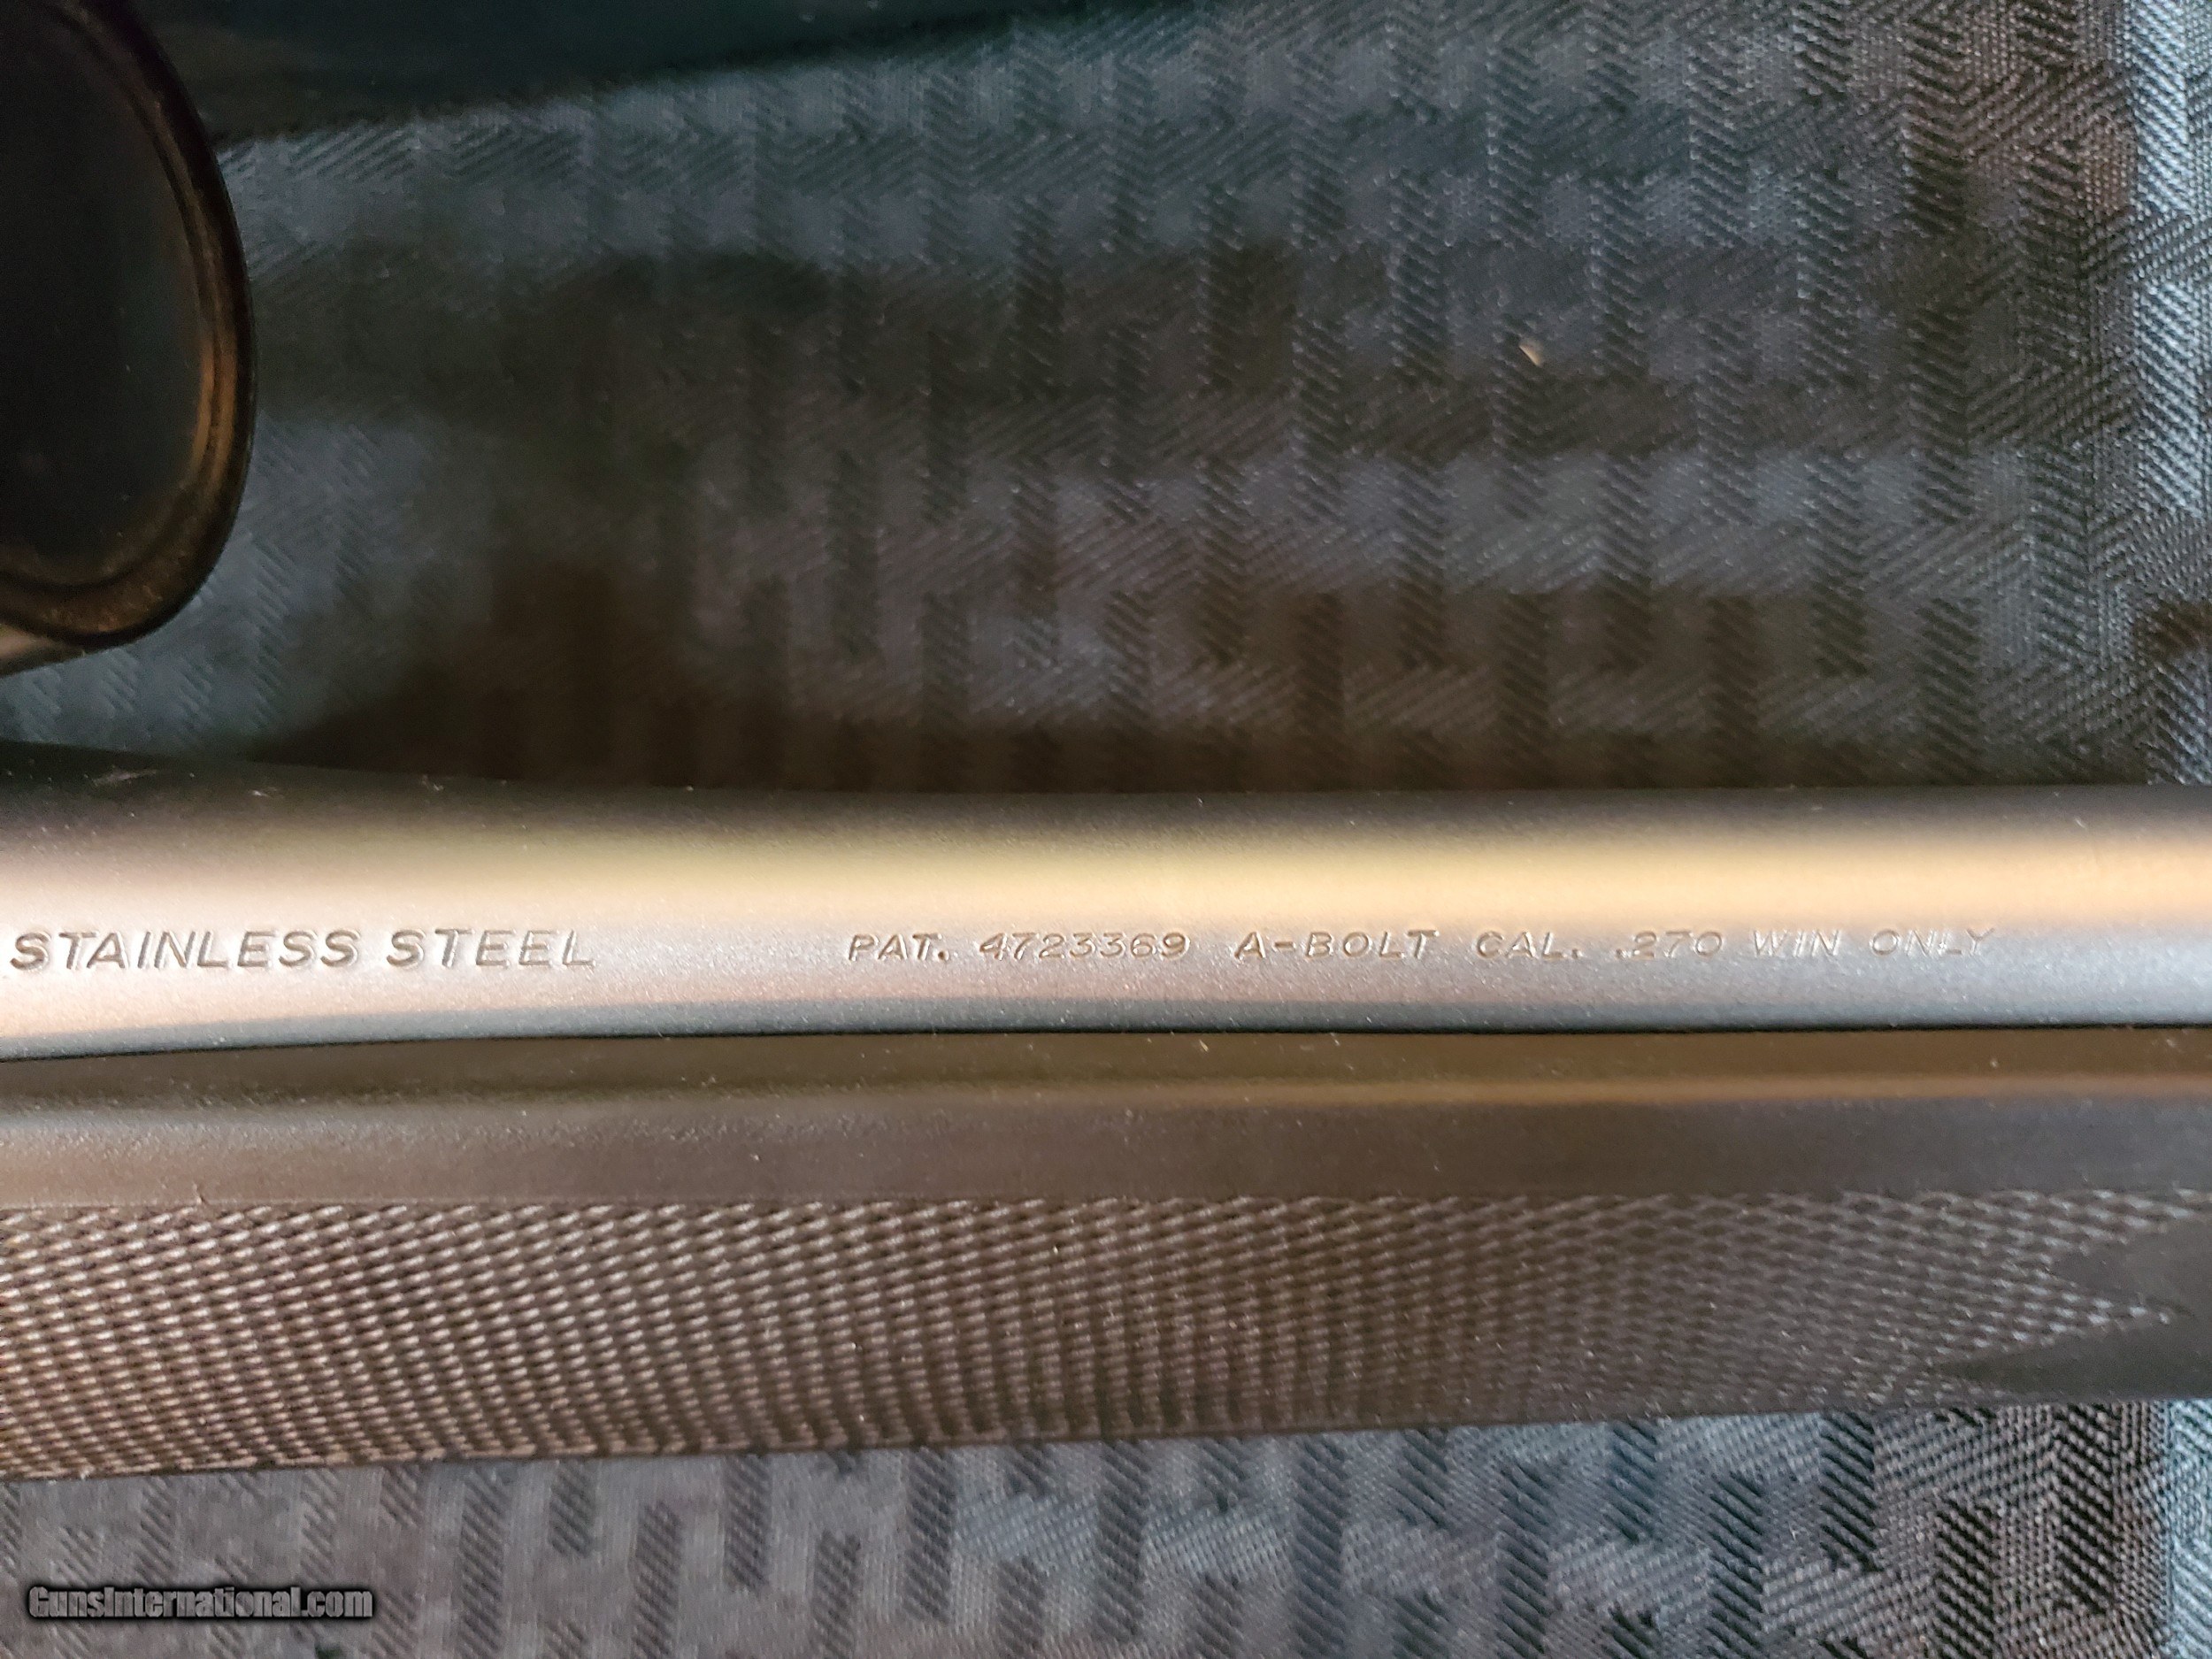 STAINLESS STEEL PAT. 4723369 A-BOLT CAL. .270 WIN ONLY
GunsInternational.com